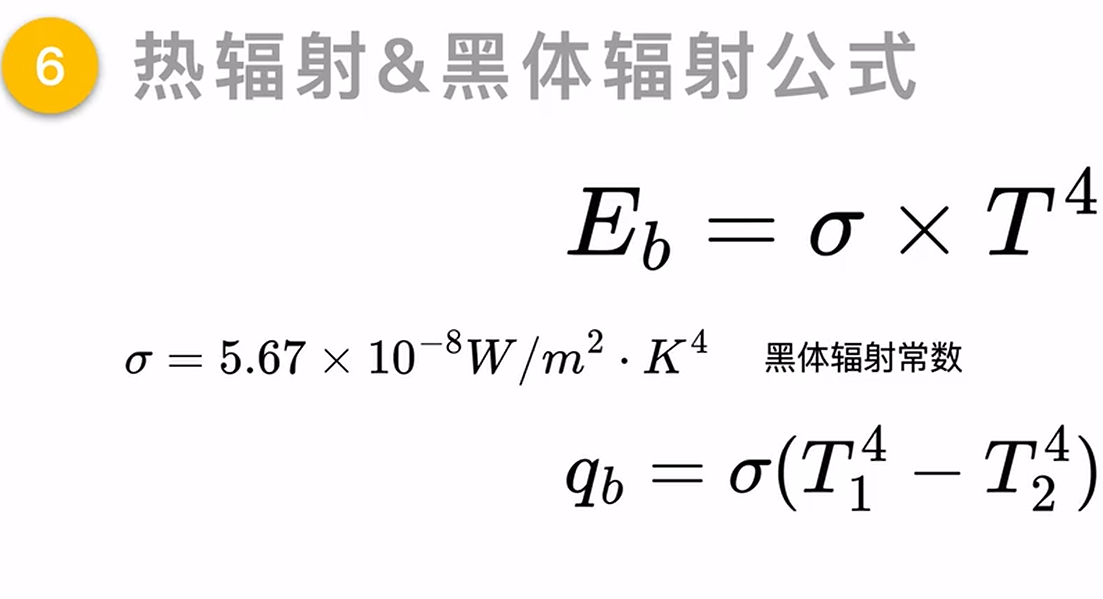 6 热辐射&黑体辐射公式
E_b = σ × T^4
σ = 5.67 × 10^{-8}W/m^2 · K^4 黑体辐射常数
q_b = σ(T_1^4 − T_2^4)